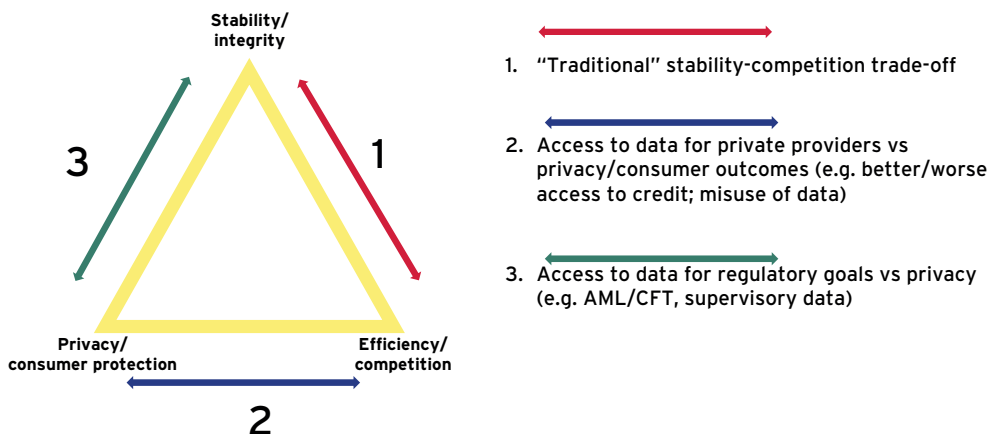 Stability/
integrity
3
1
Privacy/
consumer protection
Efficiency/
competition
2
1. “Traditional” stability-competition trade-off
2. Access to data for private providers vs
privacy/consumer outcomes (e.g. better/worse
access to credit; misuse of data)
3. Access to data for regulatory goals vs privacy
(e.g. AML/CFT, supervisory data)